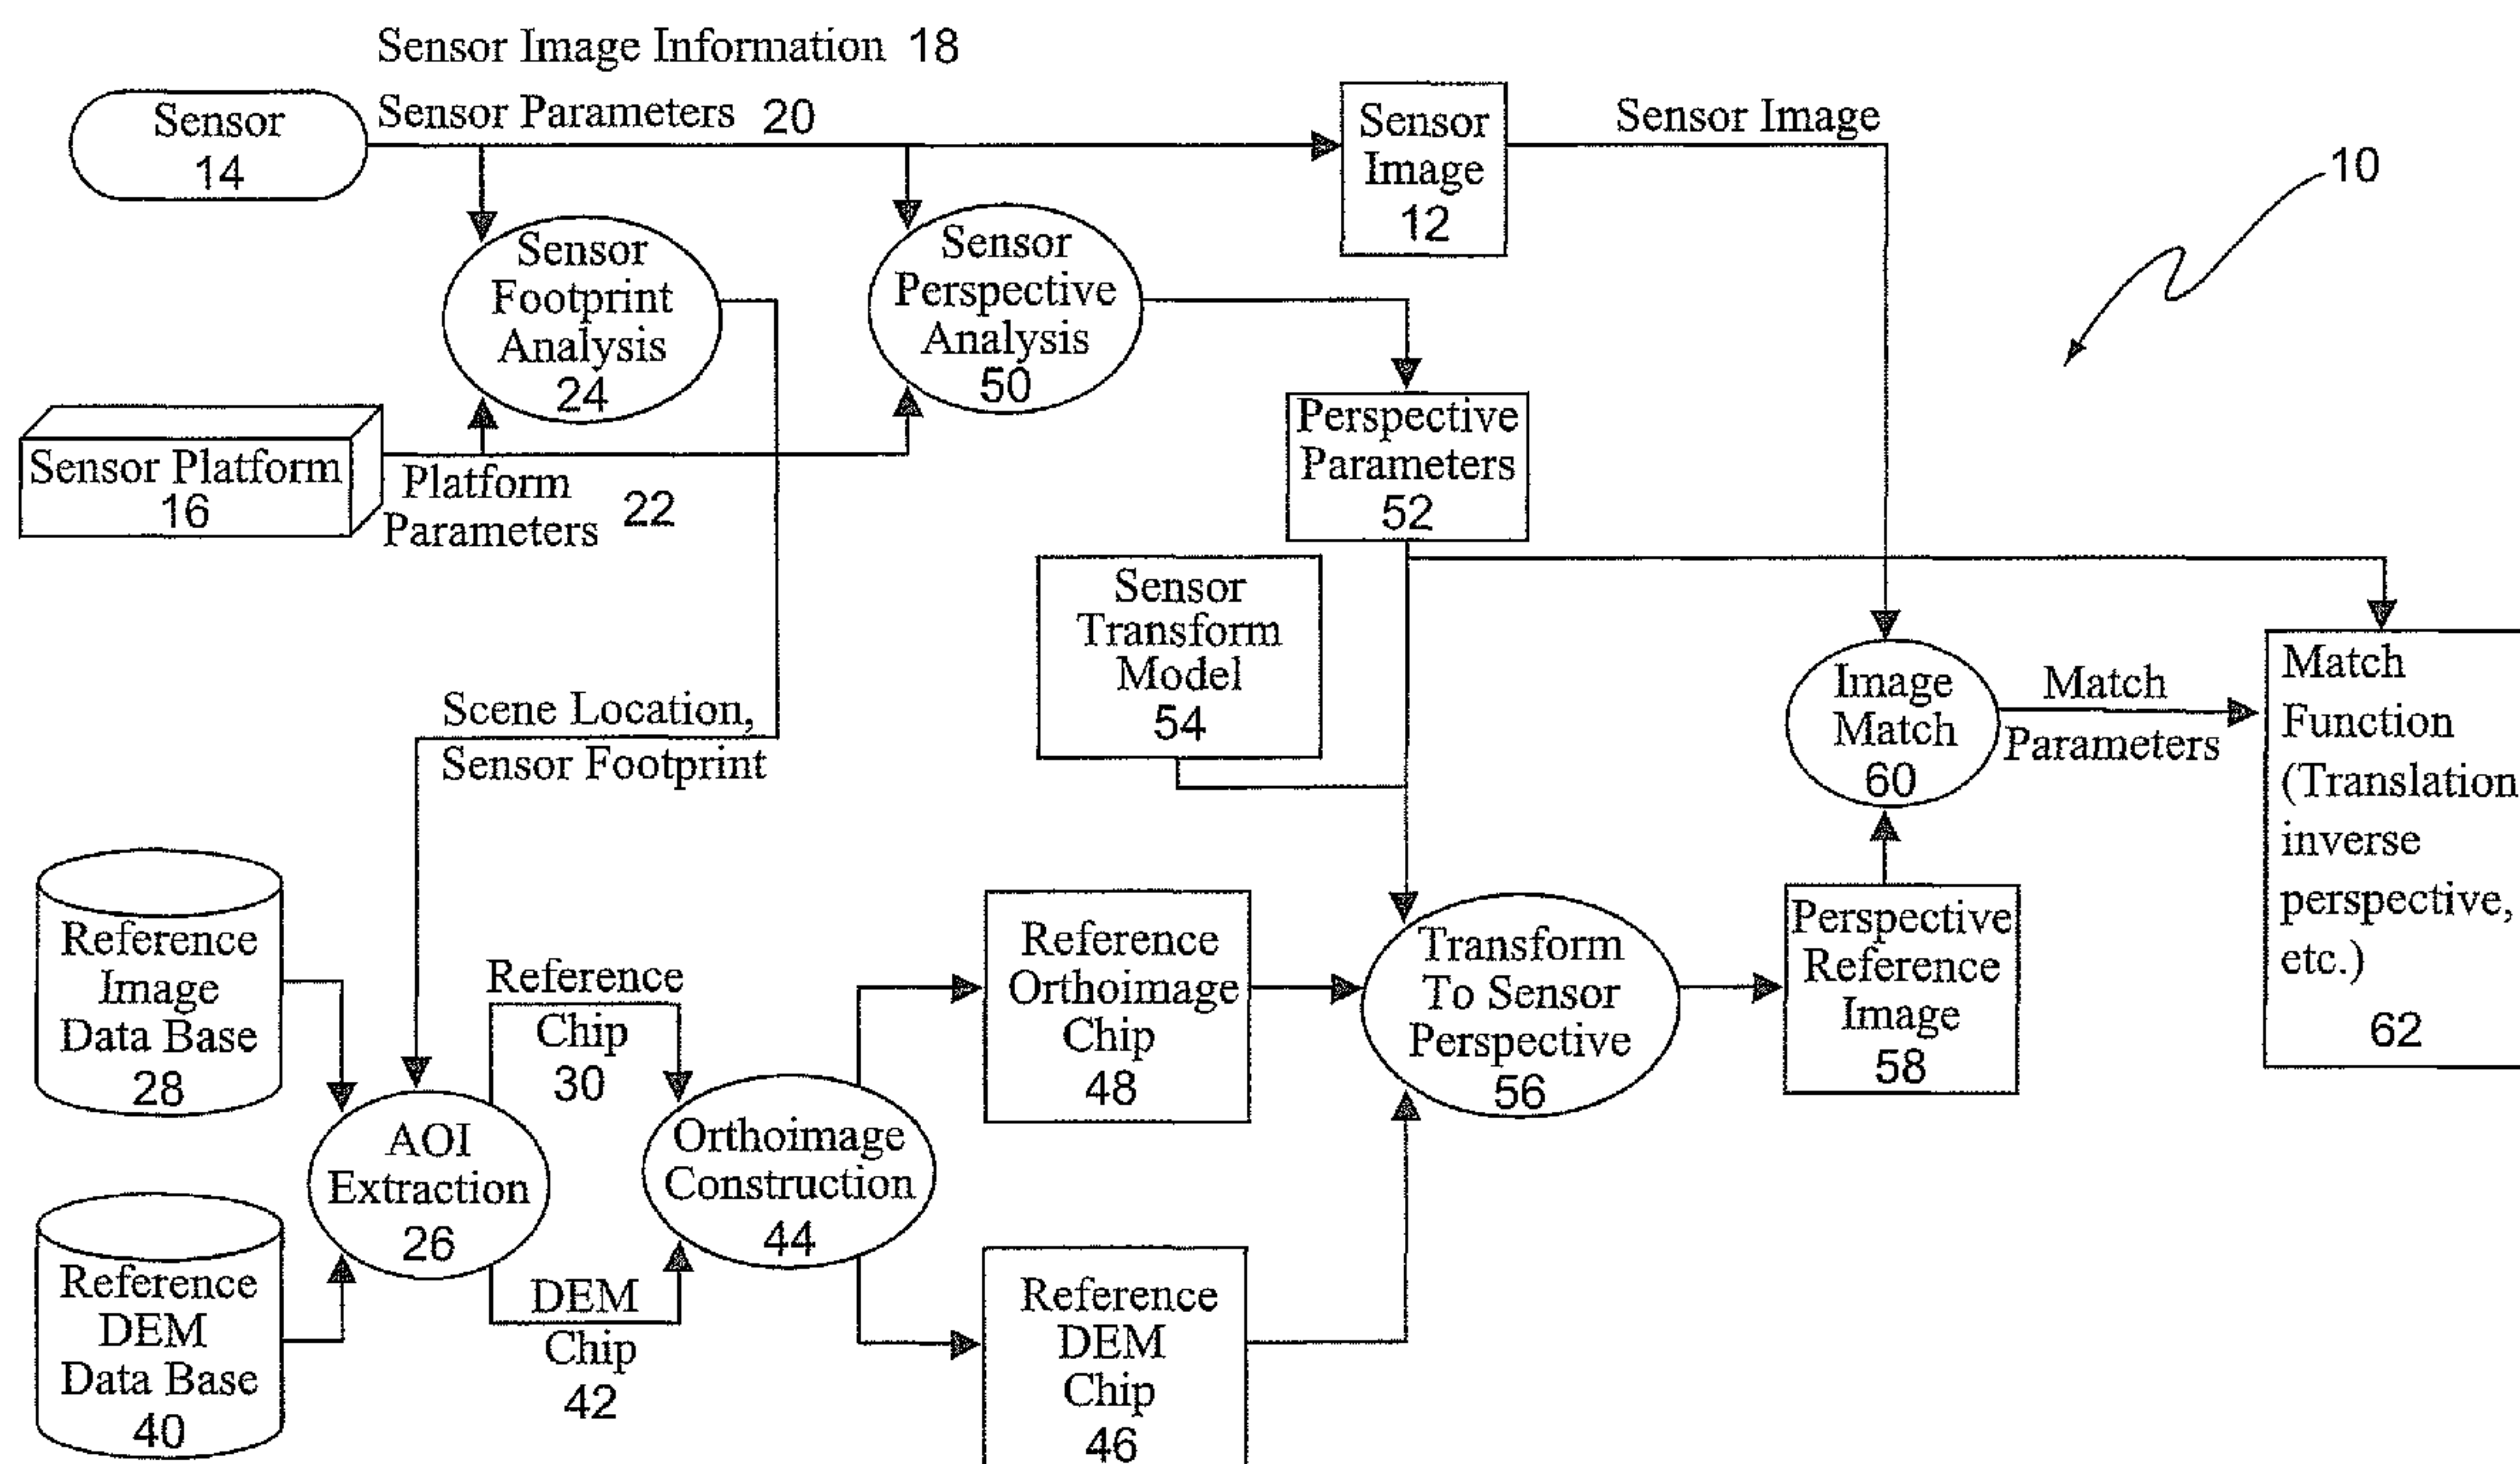 Sensor Image Information 18
Sensor Parameters 20
Sensor
14
Sensor
Image
12
Sensor Image
10
Sensor
Footprint
Analysis
24
Sensor
Perspective
Analysis
50
Sensor Platform
16
Platform
Parameters 22
Perspective
Parameters
52
Sensor
Transform
Model
54
Scene Location,
Sensor Footprint
Image
Match
60
Match
Parameters
Match
Function
(Translation
inverse
perspective,
etc.)
62
Reference
Image
Data Base
28
Reference
Chip
30
AOI
Extraction
26
Orthoimage
Construction
44
Reference
Orthoimage
Chip
48
Transform
To Sensor
Perspective
56
Perspective
Reference
Image
58
Reference
DEM
Data Base
40
DEM
Chip
42
Reference
DEM
Chip
46